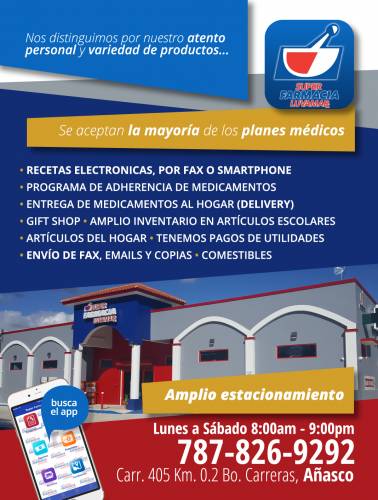 Nos distinguimos por nuestro atento
personal y variedad de productos...
SUPER
FARMACIA
LUVAMAR
Se aceptan la mayoría de los planes médicos
• RECETAS ELECTRONICAS, POR FAX O SMARTPHONE
• PROGRAMA DE ADHERENCIA DE MEDICAMENTOS
• ENTREGA DE MEDICAMENTOS AL HOGAR (DELIVERY)
• GIFT SHOP • AMPLIO INVENTARIO EN ARTÍCULOS ESCOLARES
• ARTÍCULOS DEL HOGAR • TENEMOS PAGOS DE UTILIDADES
• ENVÍO DE FAX, EMAILS Y COPIAS • COMESTIBLES
SUPER
FARMACIA
LUVAMAR
busca
el app
Amplio estacionamiento
Lunes a Sábado 8:00am - 9:00pm
787-826-9292
Carr. 405 Km. 0.2 Bo. Carreras, Añasco